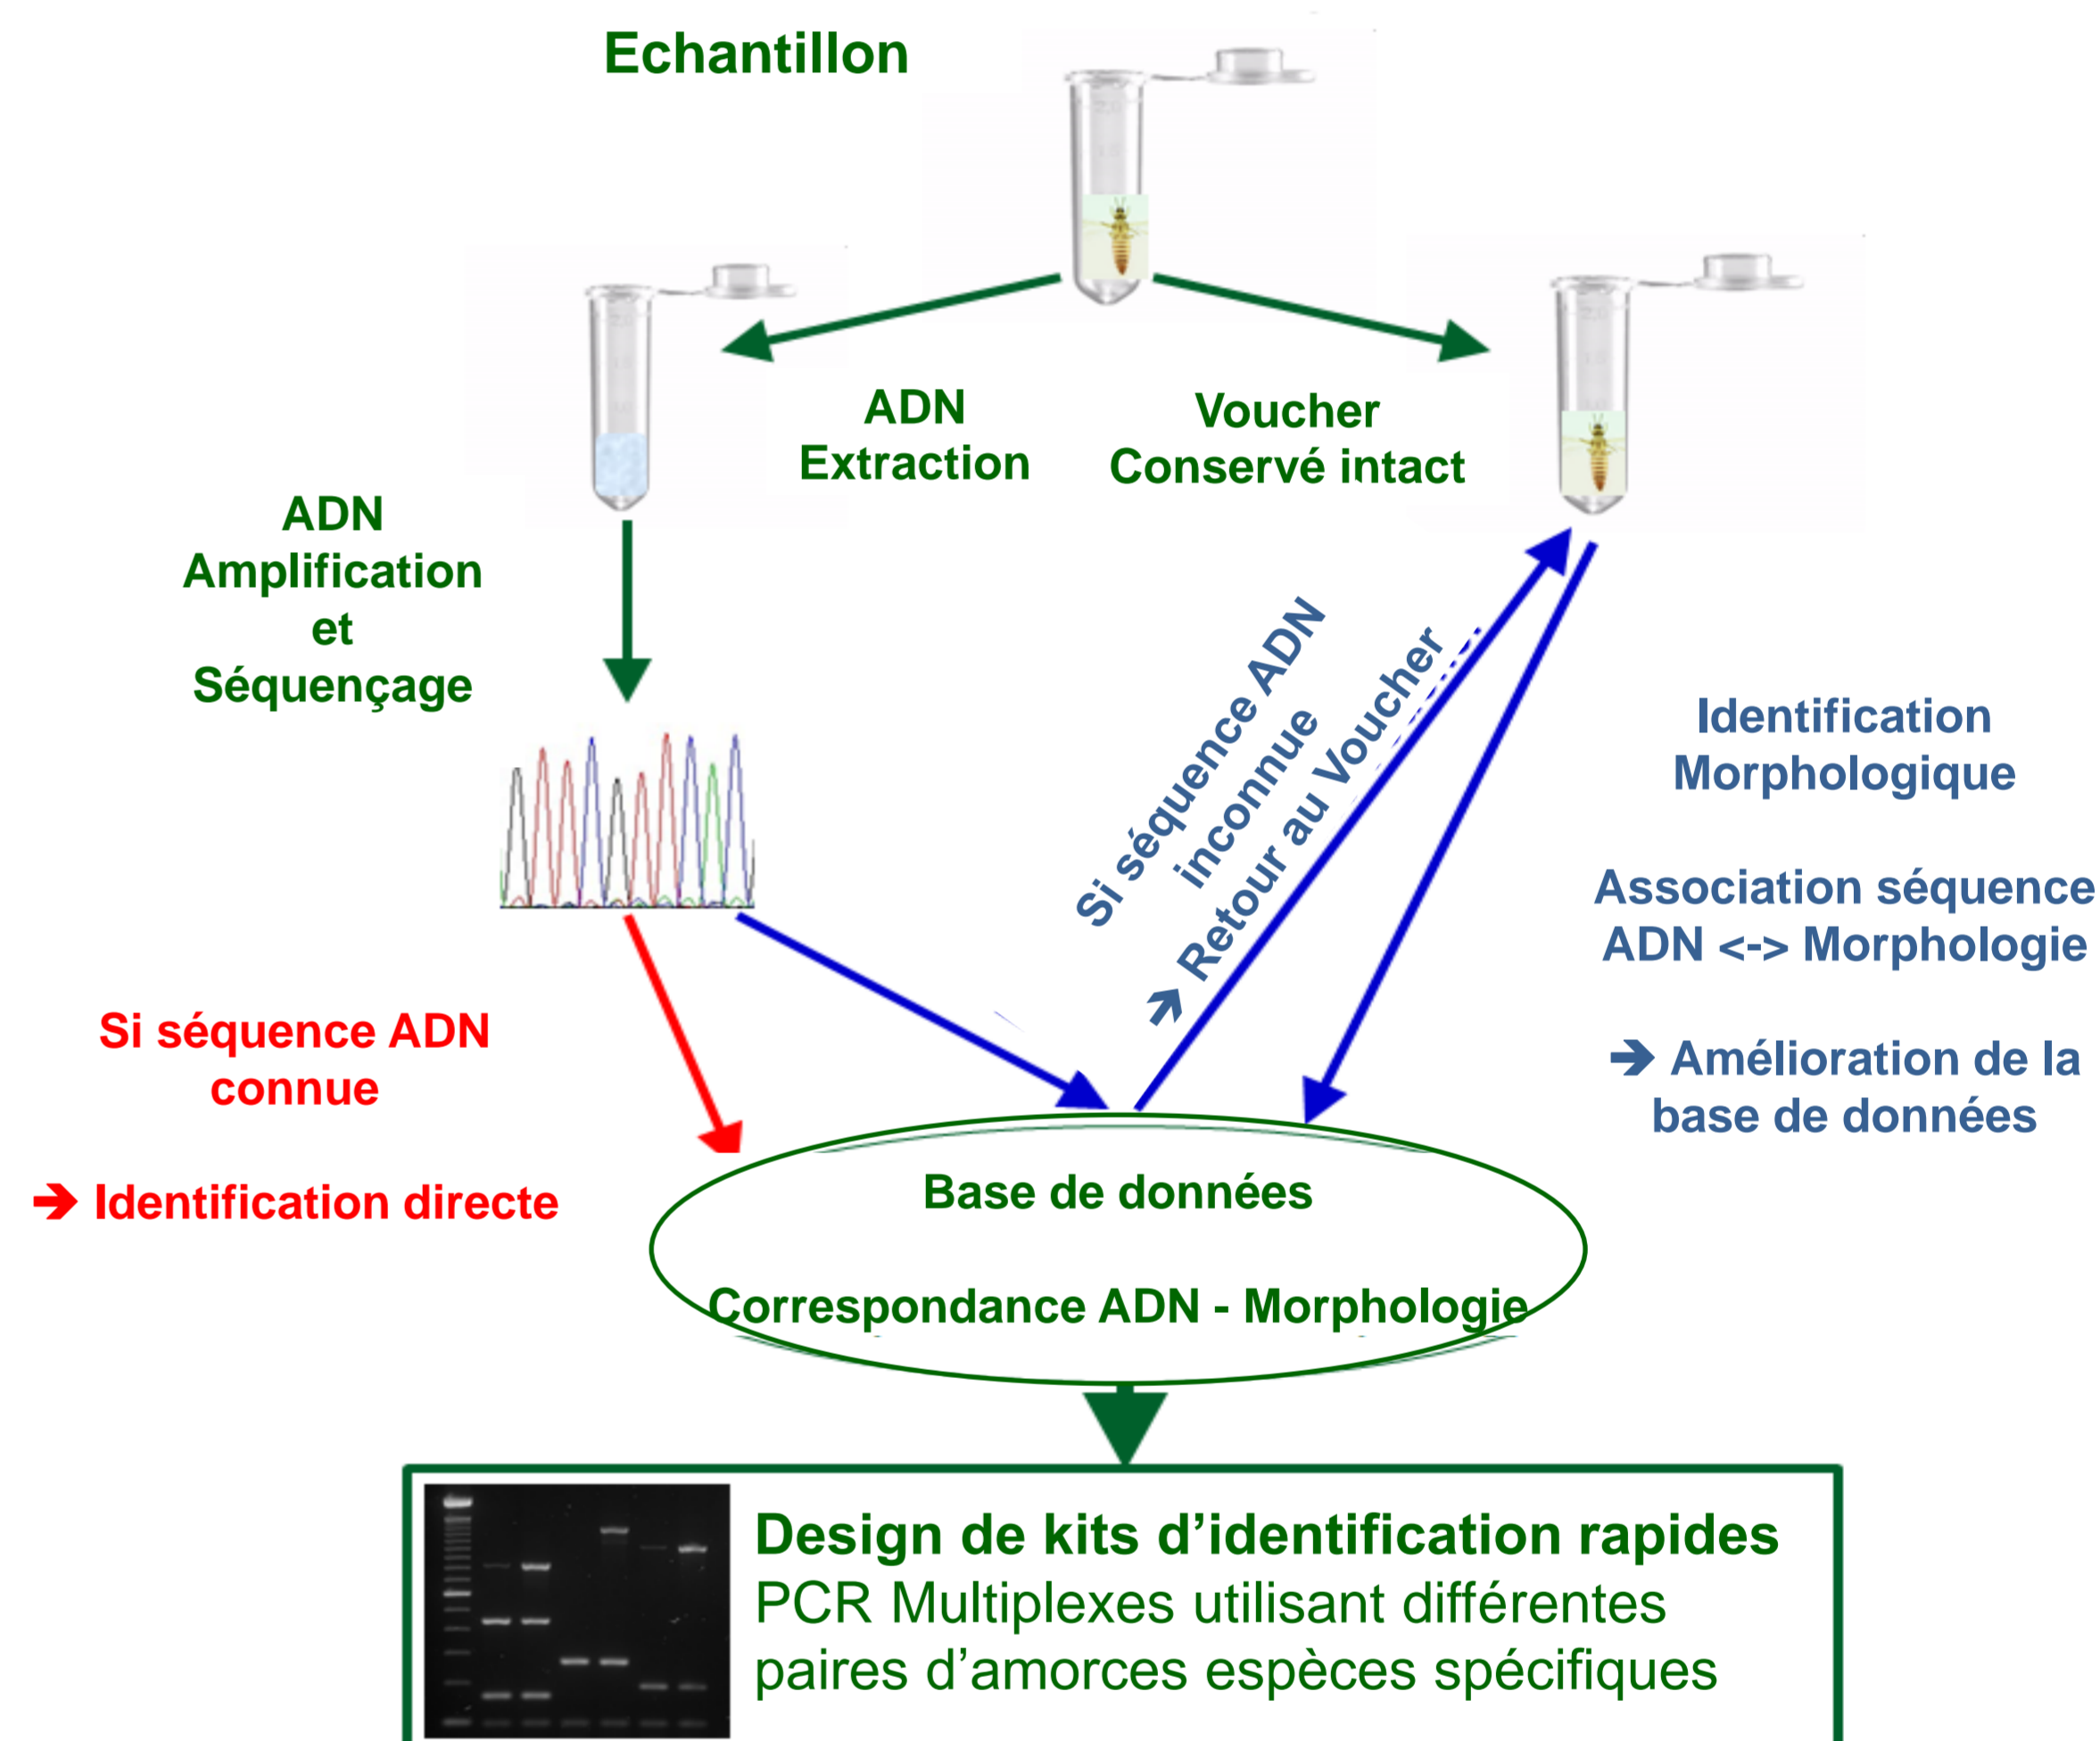 Echantillon
ADN
Extraction
Voucher
Conservé intact
ADN
Amplification
et
Séquençage
Si séquence ADN
inconnue
➔ Retour au Voucher
Identification
Morphologique
Association séquence
ADN <-> Morphologie
➔ Amélioration de la
base de données
Si séquence ADN
connue
➔ Identification directe
Base de données
Correspondance ADN - Morphologie
Design de kits d’identification rapides
PCR Multiplexes utilisant différentes
paires d’amorces espèces spécifiques